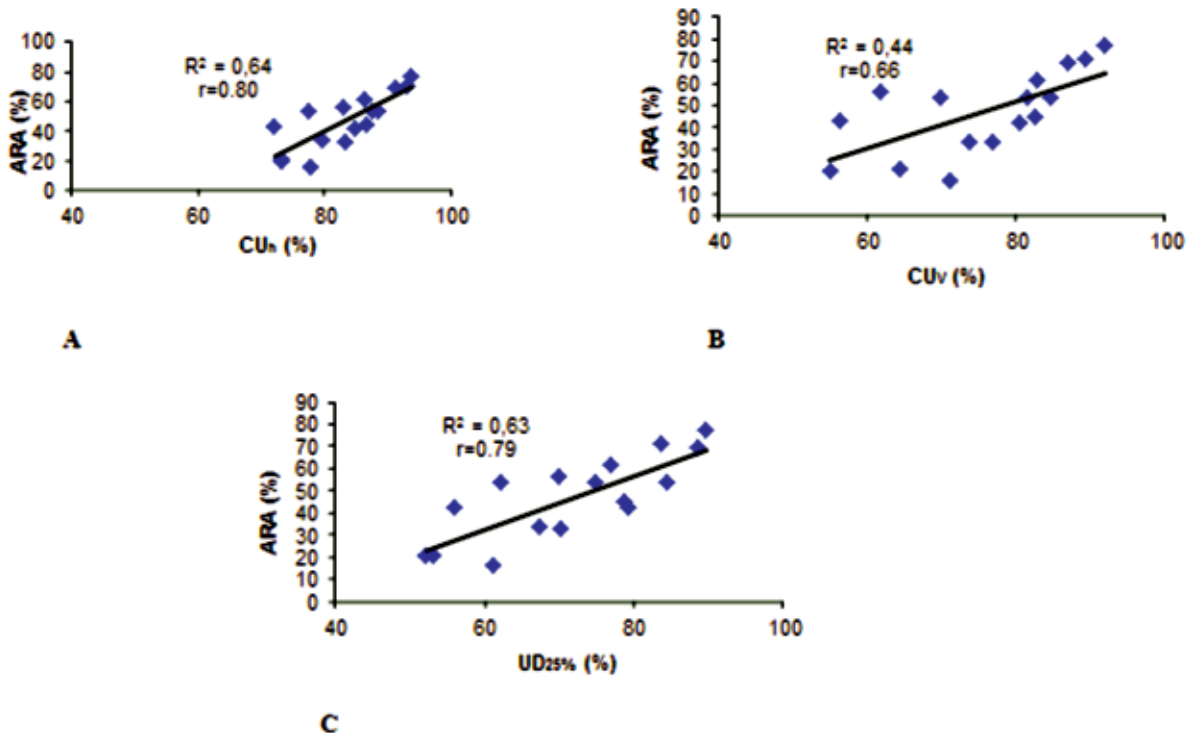 R² = 0,64
r=0.80
ARA (%)
100
80
60
40
20
0
40 60 80 100
CUh (%)
A
R² = 0,44
r=0.66
ARA (%)
90
80
70
60
50
40
30
20
10
0
40 60 80 100
CUV (%)
B
R² = 0,63
r=0.79
ARA (%)
90
80
70
60
50
40
30
20
10
0
40 60 80 100
UD25% (%)
C